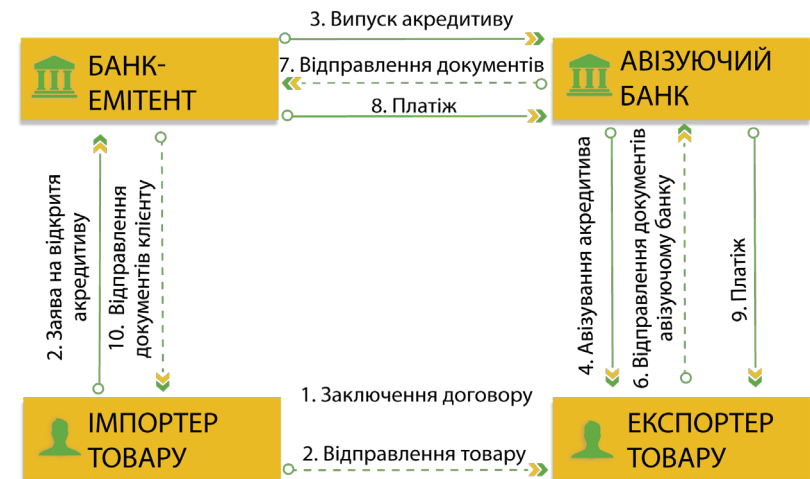 3. Випуск акредитиву
БАНК-
ЕМІТЕНТ
7. Відправлення документів
АВІЗУЮЧИЙ
БАНК
8. Платіж
2. Заява на відкритя
акредитиву
10. Відправлення
документів клієнту
4. Авізування акредитива
6. Відправлення документів
авізуючому банку
9. Платіж
ІМПОРТЕР
ТОВАРУ
1. Заключення договору
2. Відправлення товару
ЕКСПОРТЕР
ТОВАРУ